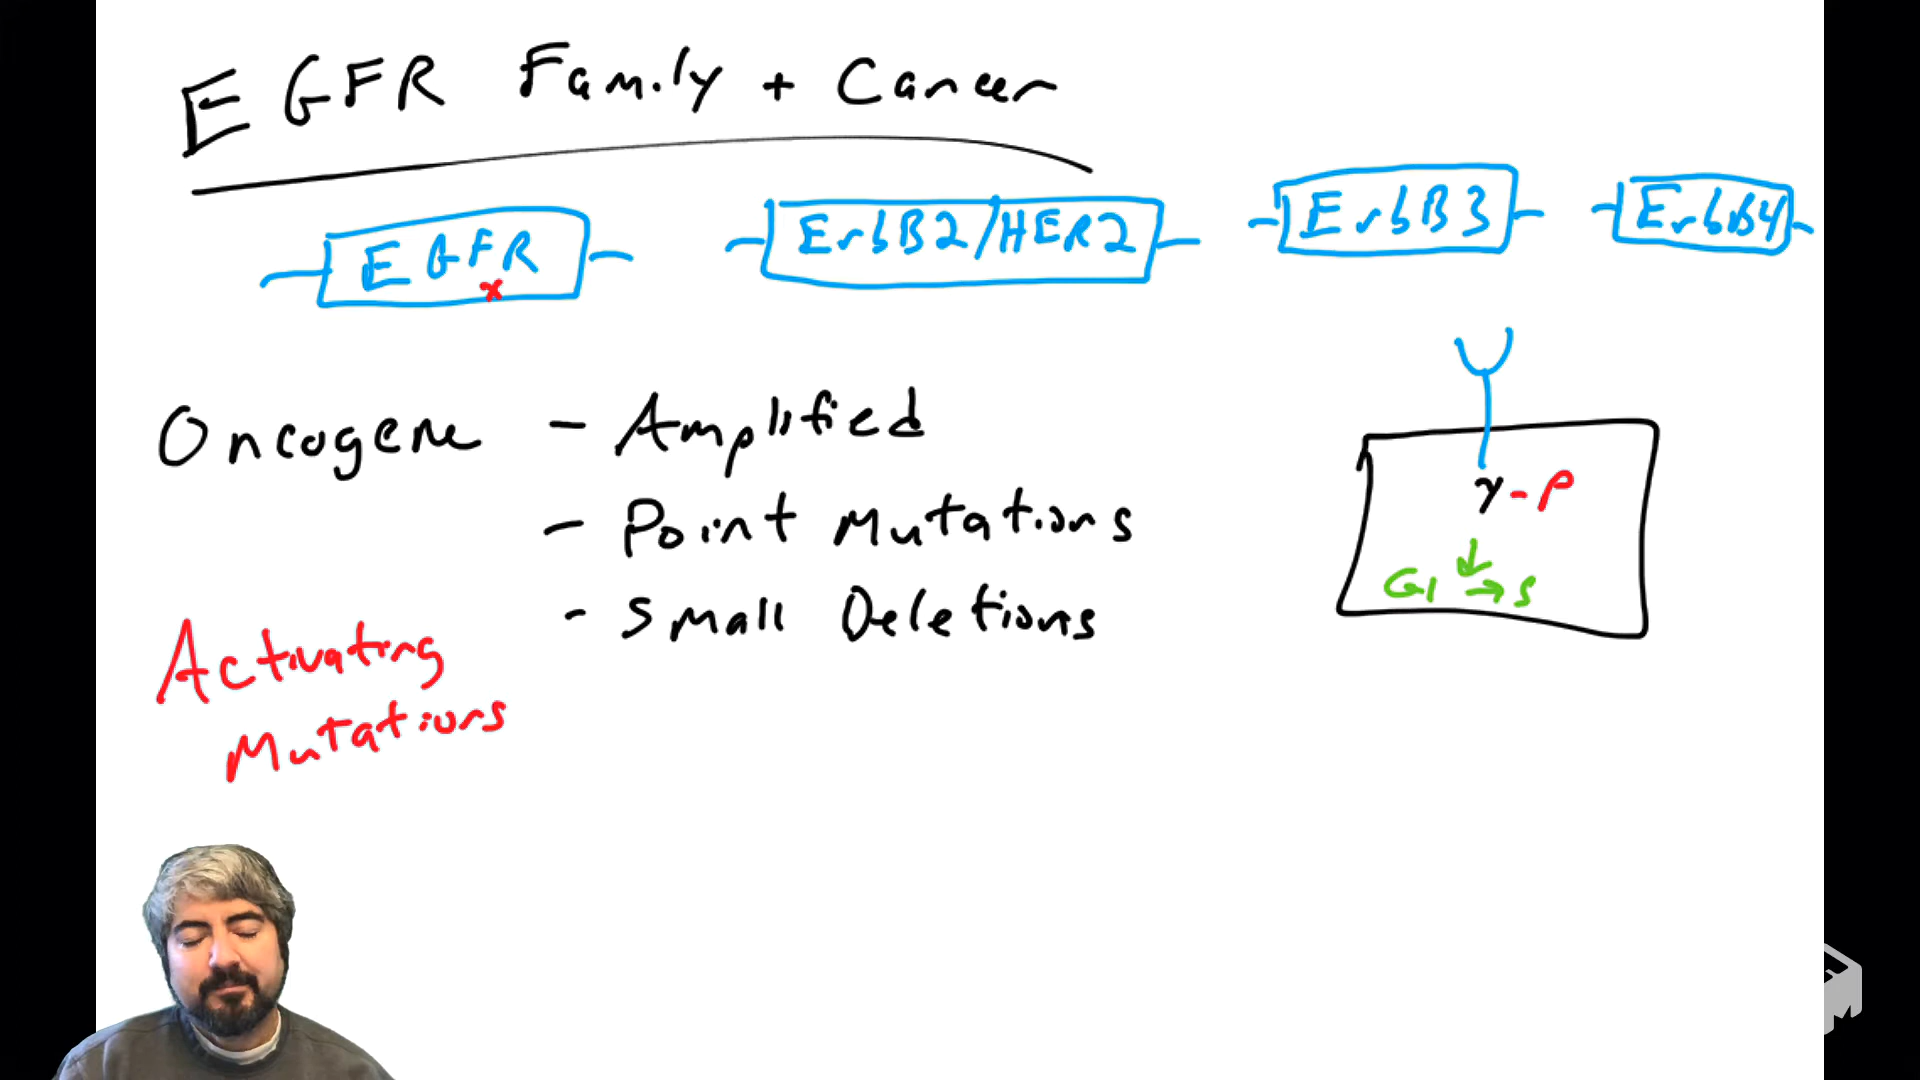 EGFR Family + Cancer
EGFR
x
ErbB2/HER2
ErbB3
ErbB4
Oncogene - Amplified
- Point Mutations
- Small Deletions
Activating
Mutations
Y-P
G1 → S
M